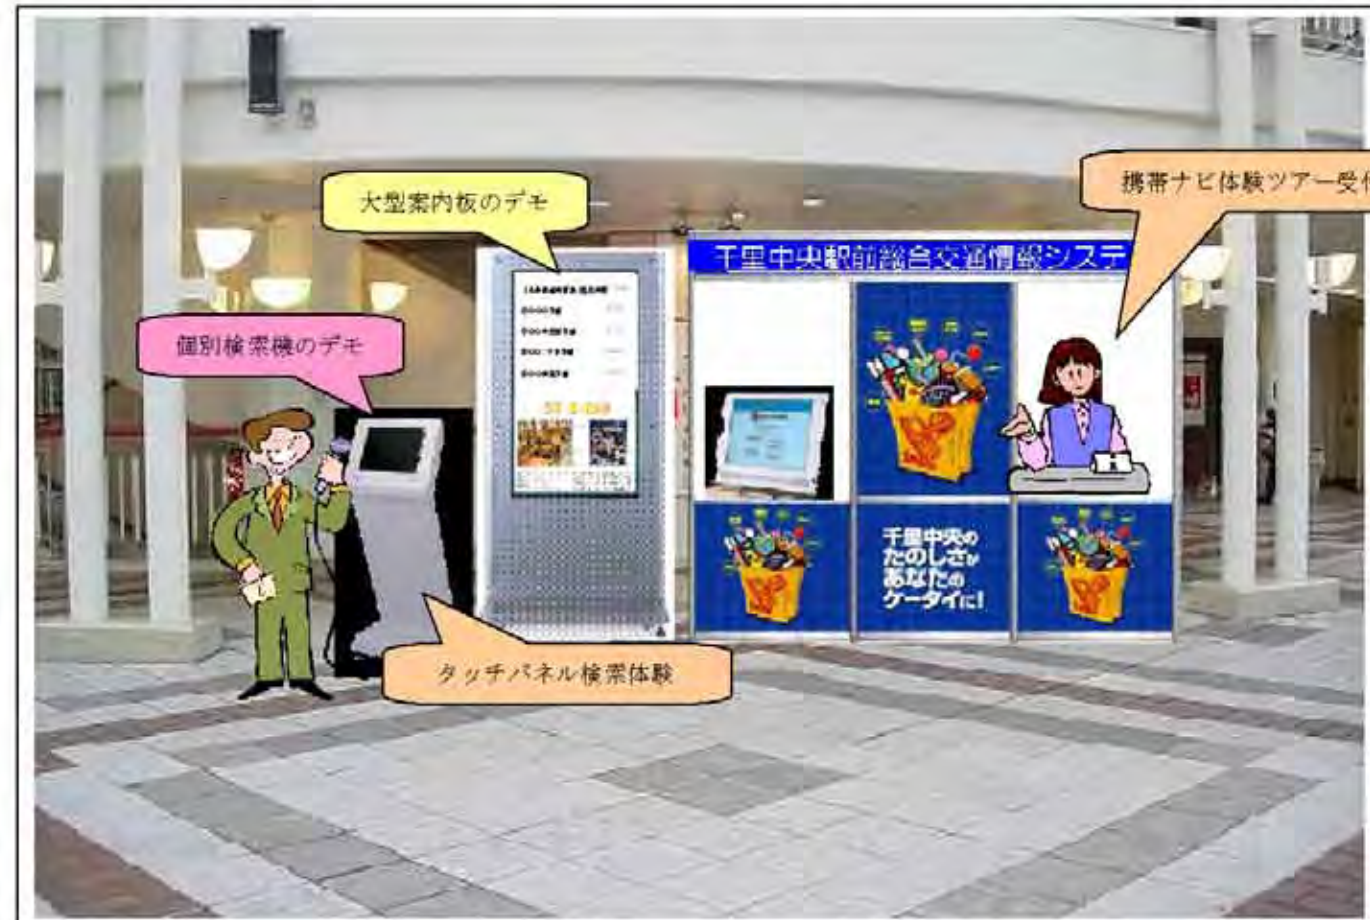 携帯ナビ体験ツアー受付
大型案内板のデモ
千里中央駅前総合交通情報システ
個別検索機のデモ
千里中央の
たのしさが
あなたの
ケータイに!
タッチパネル検索体験